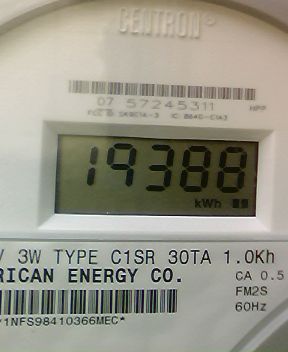 CENTRON®
07 57245311
HPP
19388
kWh
V 3W TYPE C1SR 30TA 1.0Kh
RICAN ENERGY CO.
CA 0.5
FM2S
60Hz
*1NFS98410366MEC*